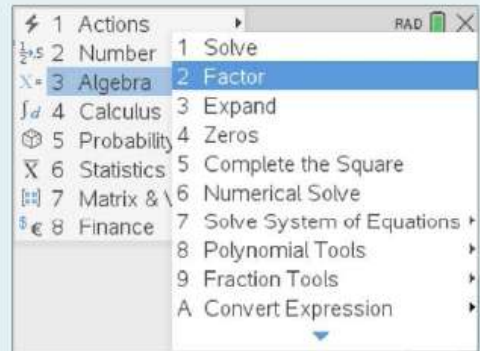 1 Actions
2 Number
3 Algebra
4 Calculus
5 Probability
6 Statistics
7 Matrix &
8 Finance
RAD
1 Solve
2 Factor
3 Expand
4 Zeros
5 Complete the Square
6 Numerical Solve
7 Solve System of Equations
8 Polynomial Tools
9 Fraction Tools
A Convert Expression